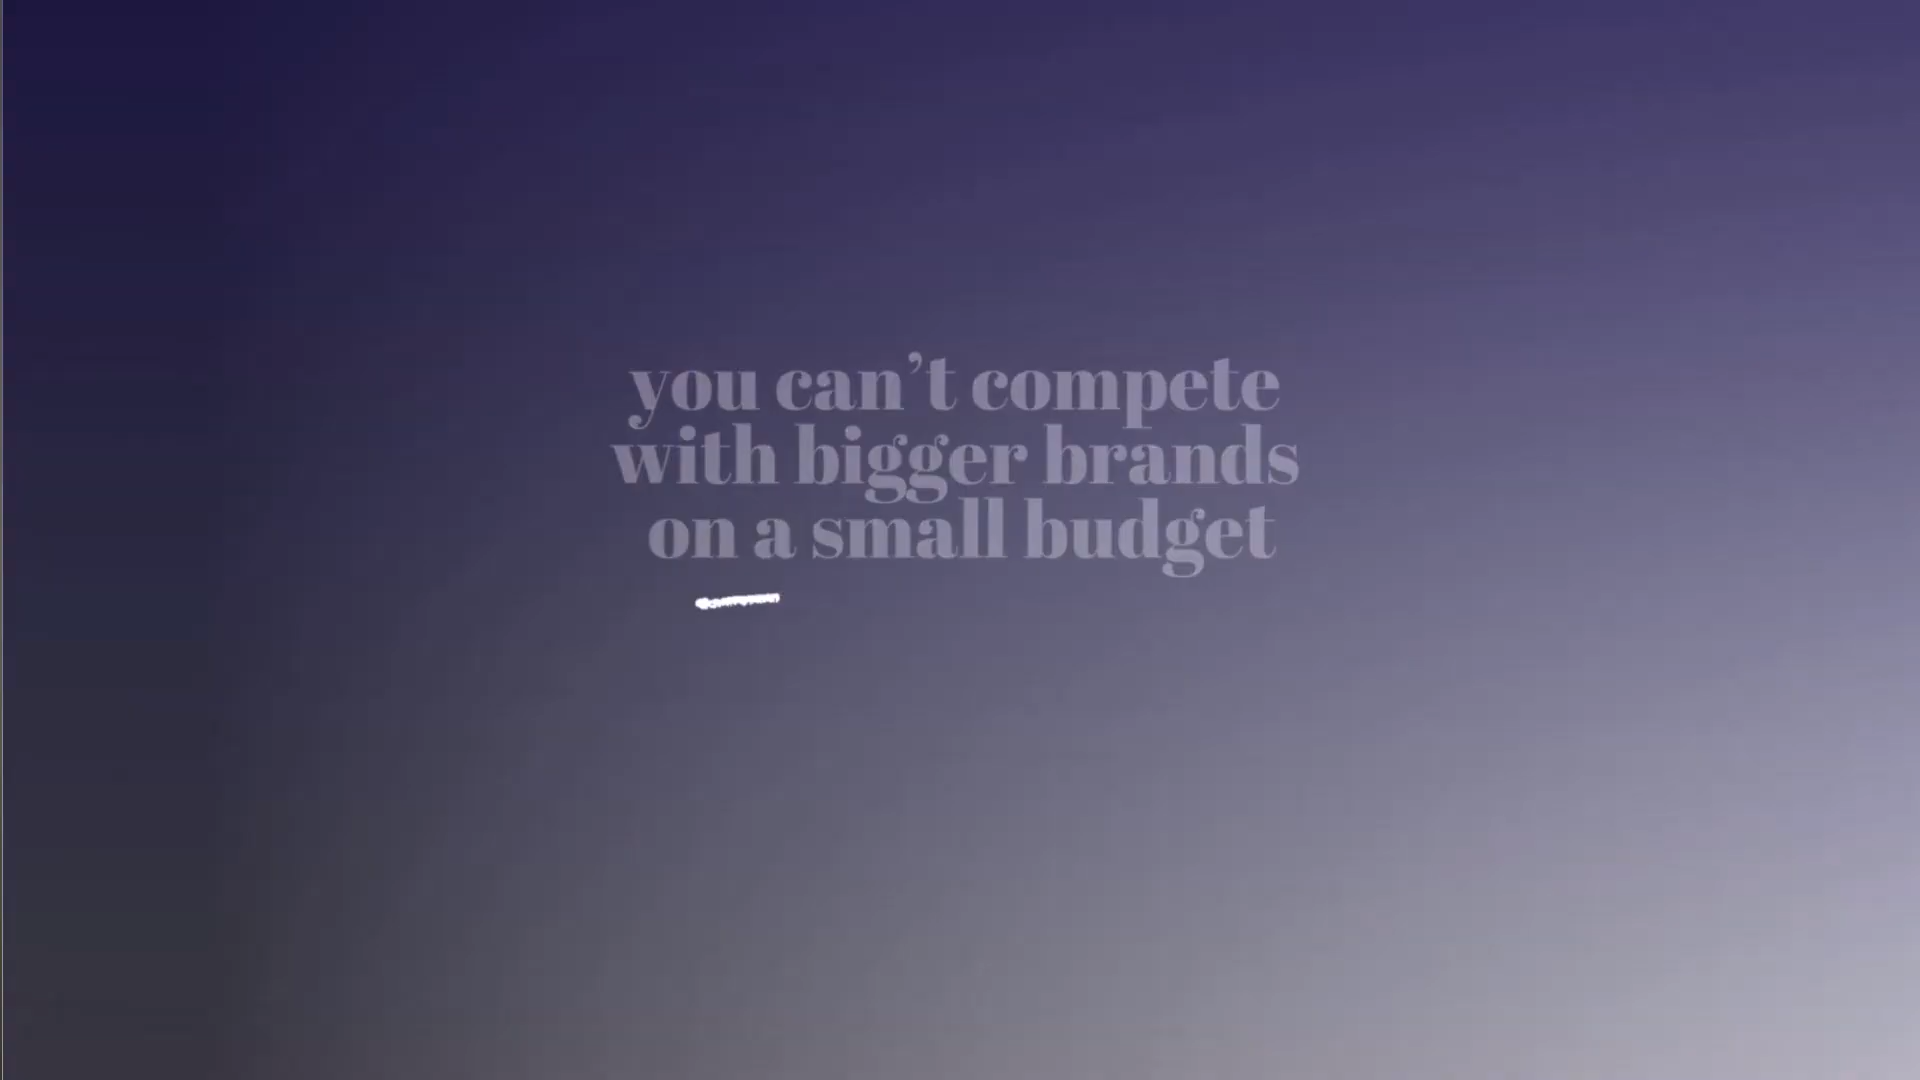 you can’t compete
with bigger brands
on a small budget